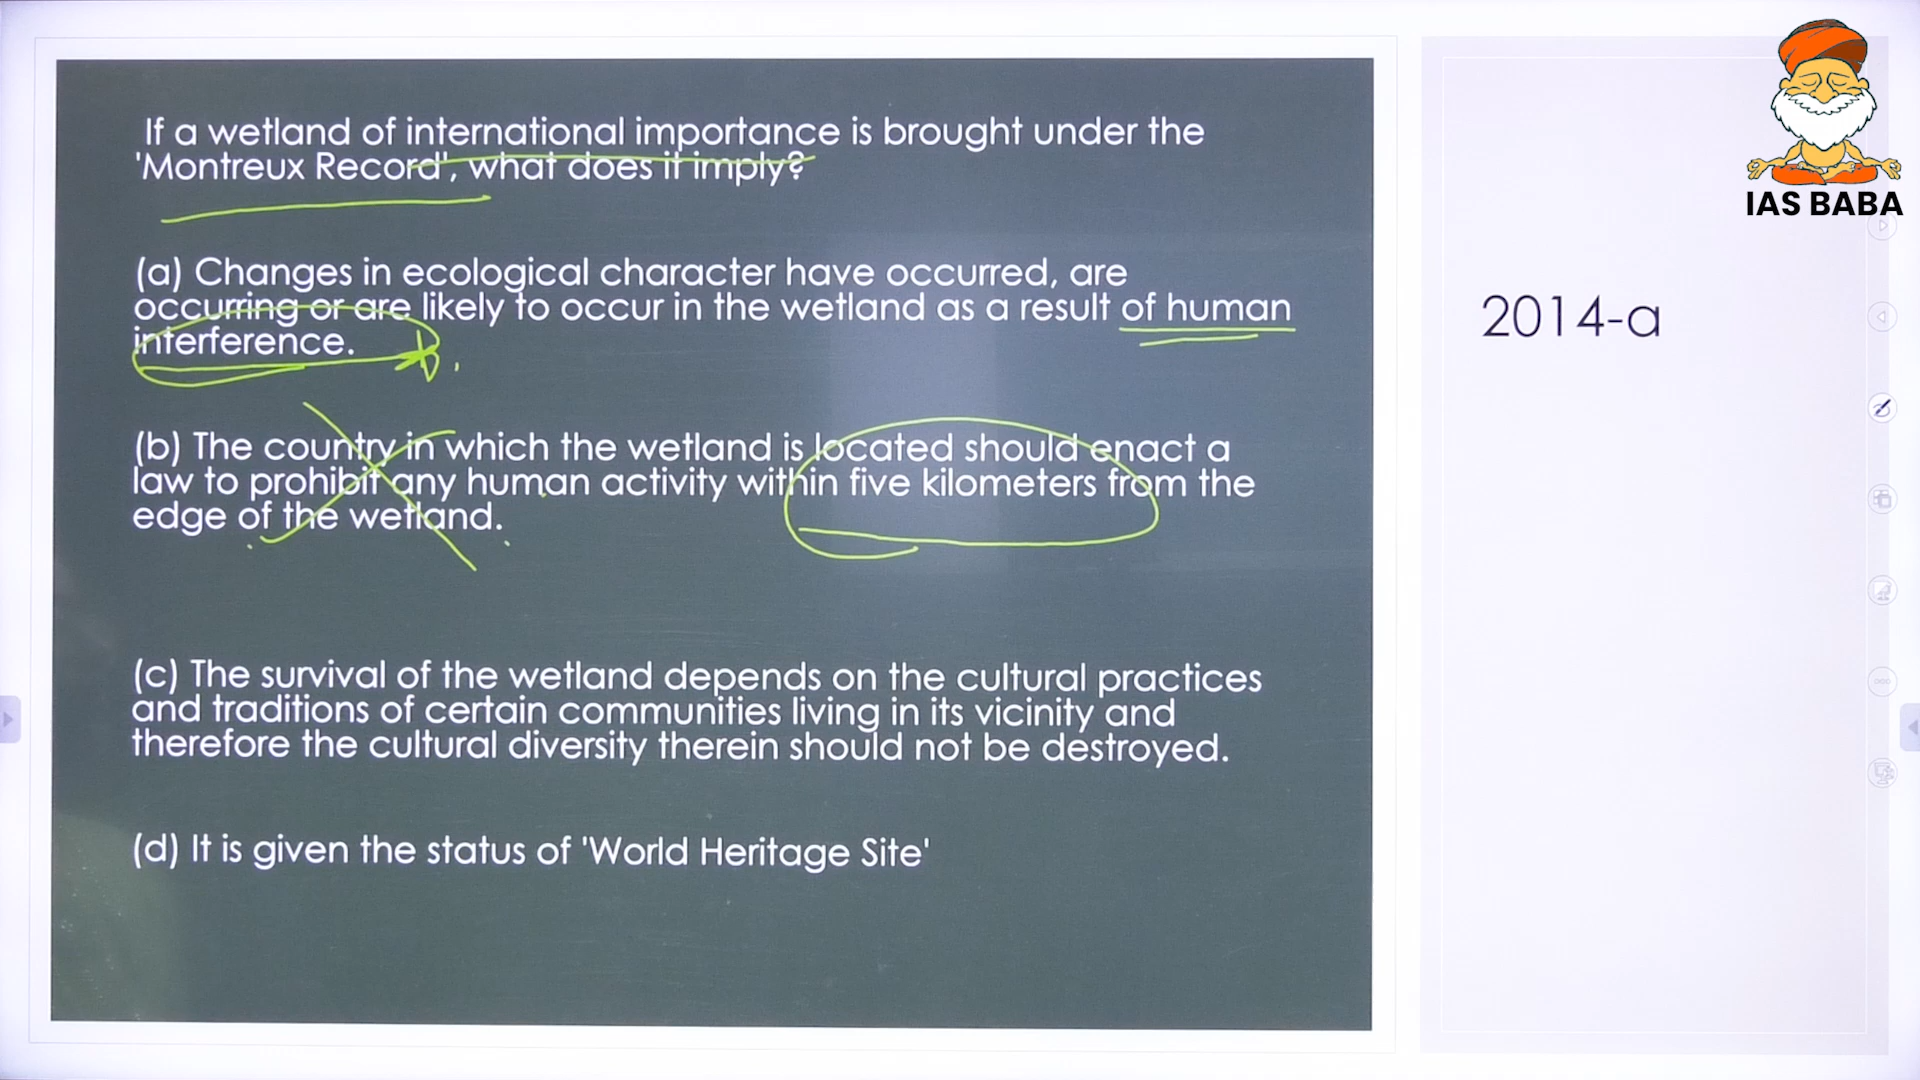 If a wetland of international importance is brought under the
'Montreux Record', what does it imply?
(a) Changes in ecological character have occurred, are
occurring or are likely to occur in the wetland as a result of human
interference.
(b) The country in which the wetland is located should enact a
law to prohibit any human activity within five kilometers from the
edge of the wetland.
(c) The survival of the wetland depends on the cultural practices
and traditions of certain communities living in its vicinity and
therefore the cultural diversity therein should not be destroyed.
(d) It is given the status of 'World Heritage Site'
2014-a
IAS BABA